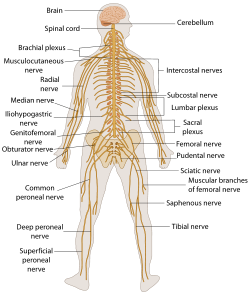 Brain
Cerebellum
Spinal cord
Brachial plexus
Musculocutaneous
nerve
Intercostal nerves
Radial
nerve
Subcostal nerve
Median nerve
Lumbar plexus
Iliohypogastric
nerve
Sacral
plexus
Genitofemoral
nerve
Femoral nerve
Obturator nerve
Pudental nerve
Ulnar nerve
Sciatic nerve
Muscular branches
of femoral nerve
Common
peroneal nerve
Saphenous nerve
Deep peroneal
nerve
Tibial nerve
Superficial
peroneal
nerve